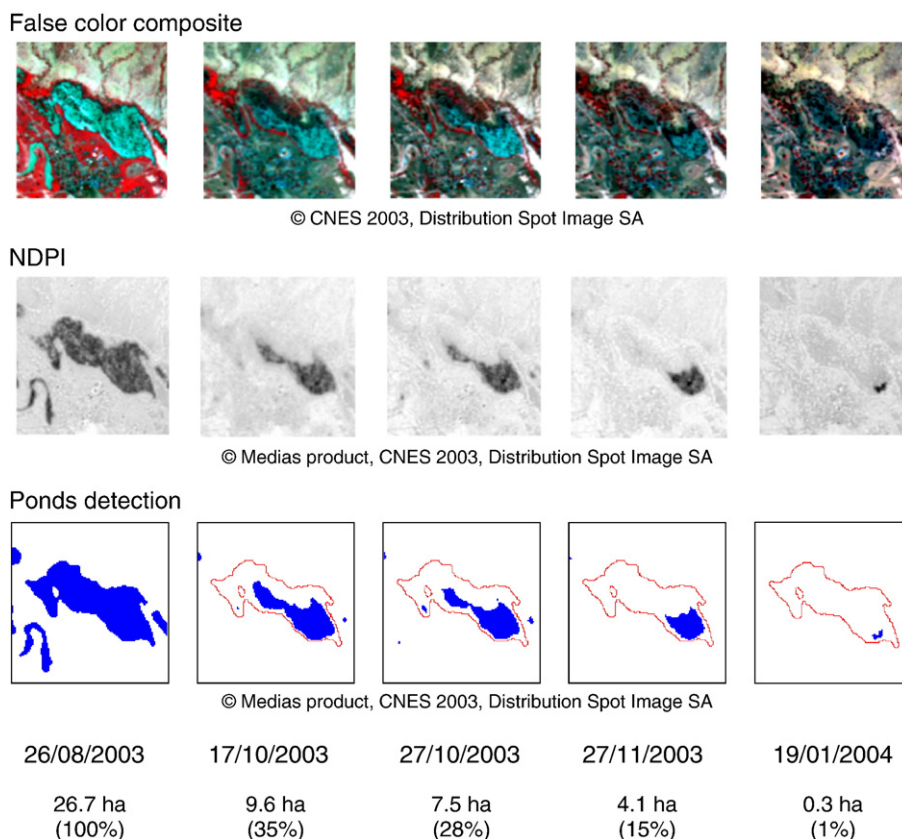 False color composite
© CNES 2003, Distribution Spot Image SA
NDPI
© Medias product, CNES 2003, Distribution Spot Image SA
Ponds detection
© Medias product, CNES 2003, Distribution Spot Image SA
26/08/2003 17/10/2003 27/10/2003 27/11/2003 19/01/2004
26.7 ha 9.6 ha 7.5 ha 4.1 ha 0.3 ha
(100%) (35%) (28%) (15%) (1%)